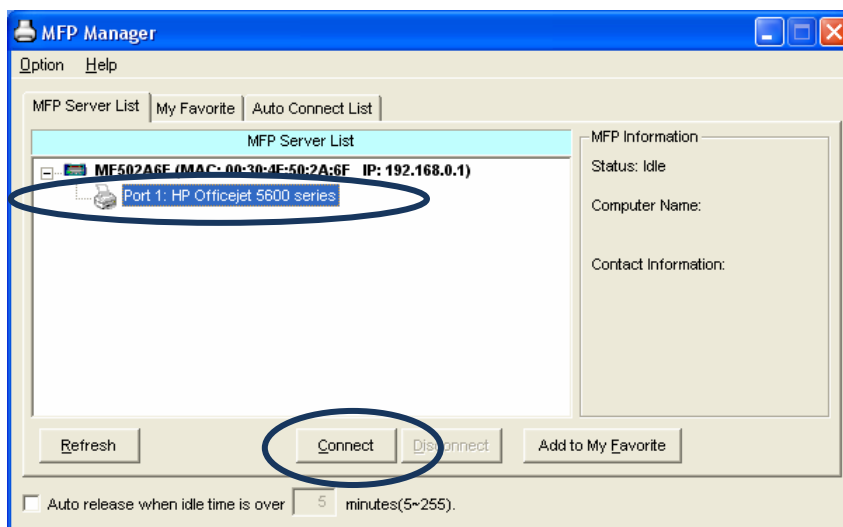 MFP Manager
Option Help
MFP Server List My Favorite Auto Connect List
MFP Server List
MF502A6F (MAC: 00:30:4F:50:2A:6F IP: 192.168.0.1)
Port 1: HP Officejet 5600 series
MFP Information
Status: Idle
Computer Name:
Contact Information:
Refresh Connect Disconnect Add to My Favorite
Auto release when idle time is over 5 minutes(5~255).